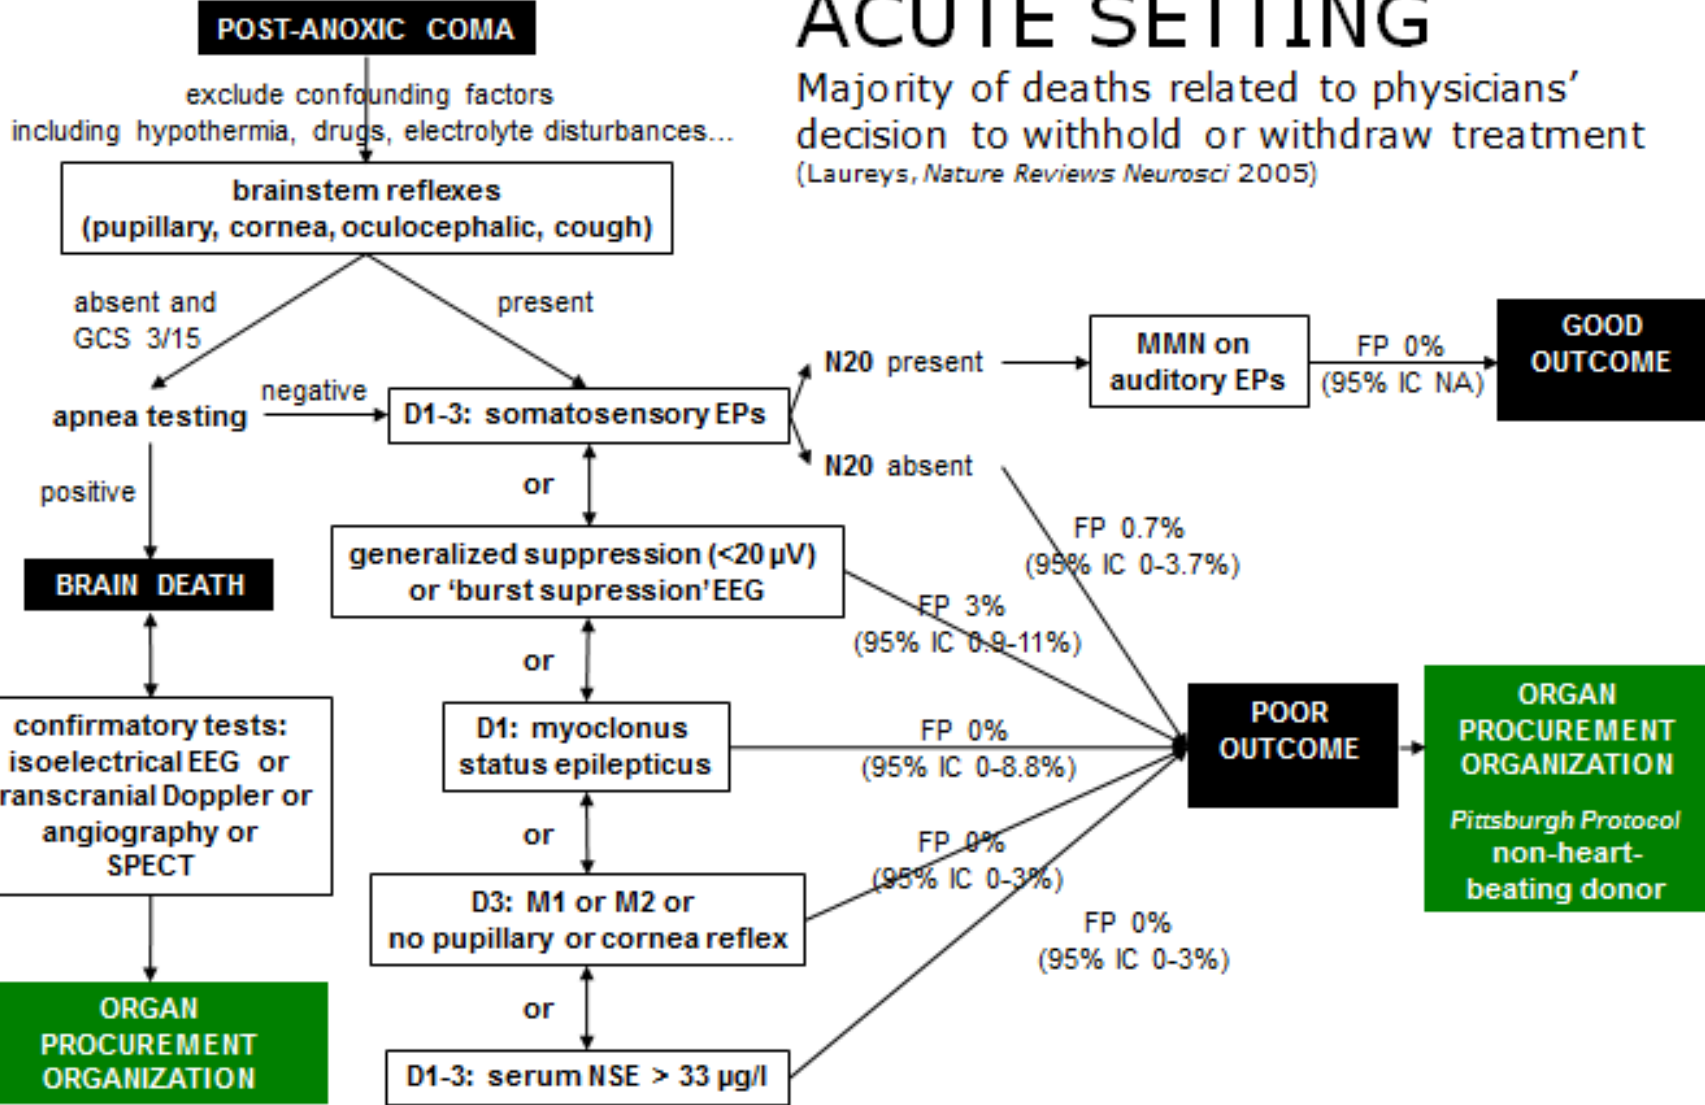 POST-ANOXIC COMA
ACUTE SETTING
Majority of deaths related to physicians’
decision to withhold or withdraw treatment
(Laureys, Nature Reviews Neurosci 2005)
exclude confounding factors
including hypothermia, drugs, electrolyte disturbances...
brainstem reflexes
(pupillary, cornea, oculocephalic, cough)
absent and
GCS 3/15
present
apnea testing
negative
D1-3: somatosensory EPs
N20 present
MMN on
auditory EPs
FP 0%
(95% IC NA)
GOOD
OUTCOME
N20 absent
FP 0.7%
(95% IC 0-3.7%)
positive
BRAIN DEATH
or
generalized suppression (<20 µV)
or ‘burst supression’ EEG
FP 3%
(95% IC 0.9-11%)
or
D1: myoclonus
status epilepticus
FP 0%
(95% IC 0-8.8%)
POOR
OUTCOME
ORGAN
PROCUREMENT
ORGANIZATION
Pittsburgh Protocol
non-heart-
beating donor
confirmatory tests:
isoelectrical EEG or
ranscranial Doppler or
angiography or
SPECT
or
D3: M1 or M2 or
no pupillary or cornea reflex
FP 0%
(95% IC 0-3%)
or
D1-3: serum NSE > 33 µg/l
FP 0%
(95% IC 0-3%)
ORGAN
PROCUREMENT
ORGANIZATION